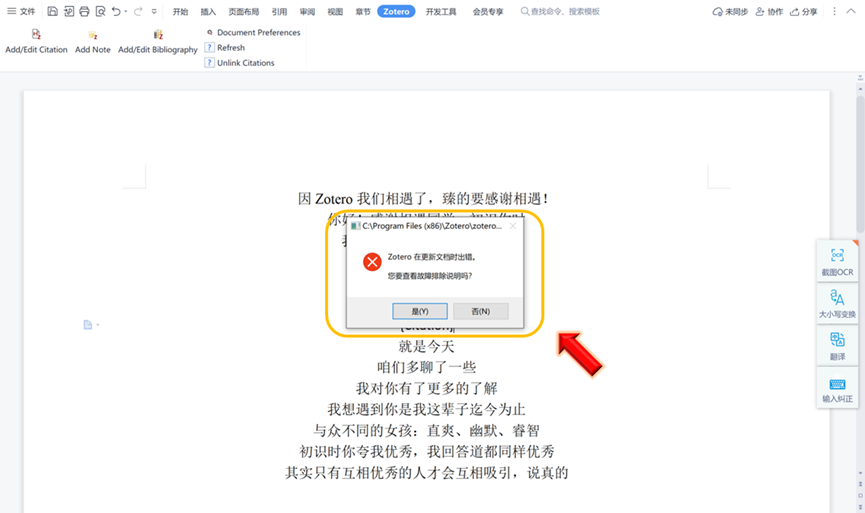 文件 开始 插入 页面布局 引用 审阅 视图 章节 Zotero 开发工具 会员专享 查找命令、搜索模板 未同步 协作 分享
Add/Edit Citation Add Note Add/Edit Bibliography
Document Preferences
Refresh
Unlink Citations
因 Zotero 我们相遇了，臻的要感谢相遇！
C:\Program Files (x86)\Zotero\zotero...
Zotero 在更新文档时出错。
您要查看故障排除说明吗?
是(Y) 否(N)
{Citation}
就是今天
咱们多聊了一些
我对你有了更多的了解
我想遇到你是我这辈子迄今为止
与众不同的女孩：直爽、幽默、睿智
初识时你夸我优秀，我回答道都同样优秀
其实只有互相优秀的人才会互相吸引，说真的
OCR
截图OCR
大小写变换
翻译
输入纠正